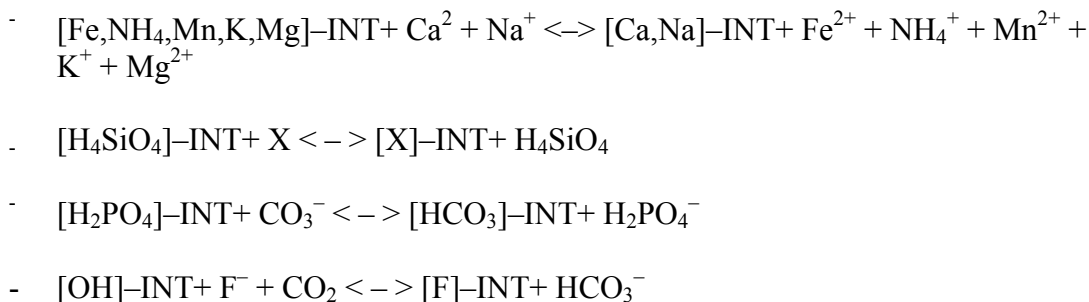 - [Fe,NH₄,Mn,K,Mg]–INT+ Ca² + Na⁺ <–> [Ca,Na]–INT+ Fe²⁺ + NH₄⁺ + Mn²⁺ +
K⁺ + Mg²⁺
- [H₄SiO₄]–INT+ X < – > [X]–INT+ H₄SiO₄
- [H₂PO₄]–INT+ CO₃⁻ < – > [HCO₃]–INT+ H₂PO₄⁻
- [OH]–INT+ F⁻ + CO₂ < – > [F]–INT+ HCO₃⁻